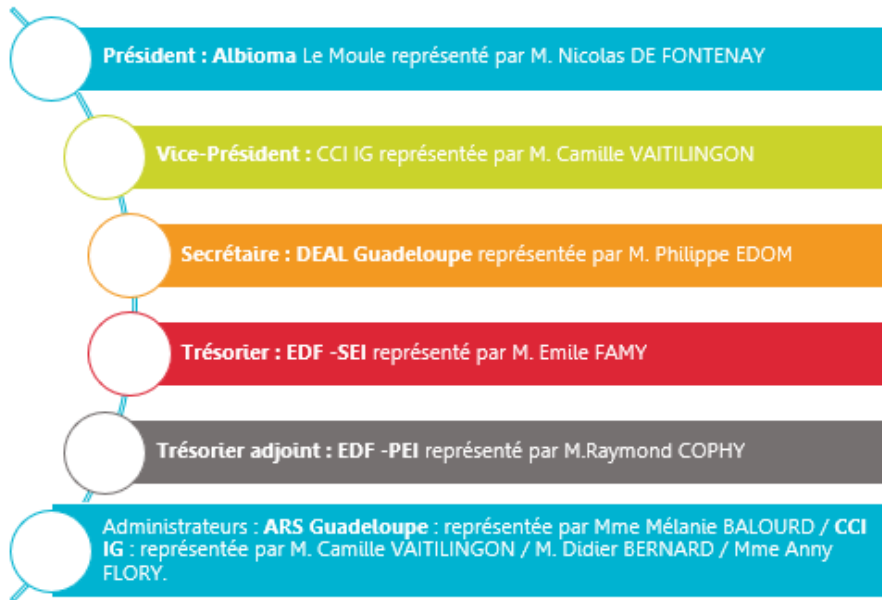 Président : Albioma Le Moule représenté par M. Nicolas DE FONTENAY
Vice-Président : CCI IG représentée par M. Camille VAITILINGON
Secrétaire : DEAL Guadeloupe représentée par M. Philippe EDOM
Trésorier : EDF -SEI représenté par M. Emile FAMY
Trésorier adjoint : EDF -PEI représenté par M.Raymond COPHY
Administrateurs : ARS Guadeloupe : représentée par Mme Mélanie BALOURD / CCI
IG : représentée par M. Camille VAITILINGON / M. Didier BERNARD / Mme Anny
FLORY.